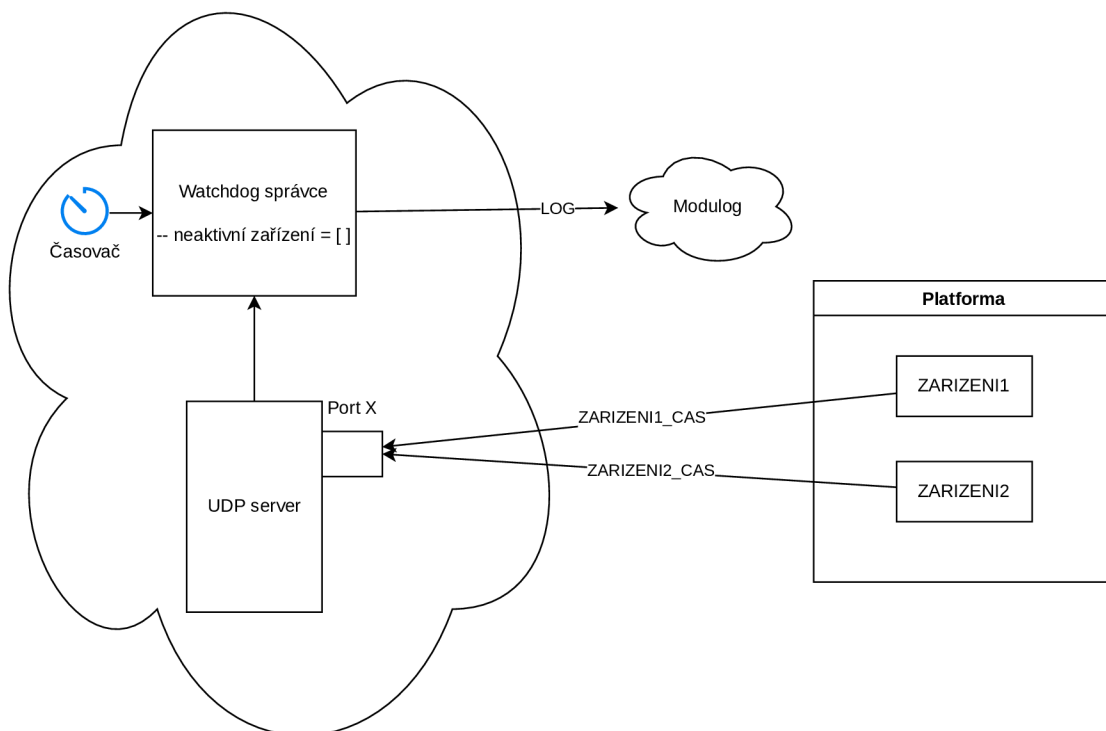 Watchdog správce
-- neaktivní zařízení = [ ]
Časovač
LOG
Modulog
Platforma
ZARIZENI1
ZARIZENI2
ZARIZENI1_CAS
ZARIZENI2_CAS
Port X
UDP server